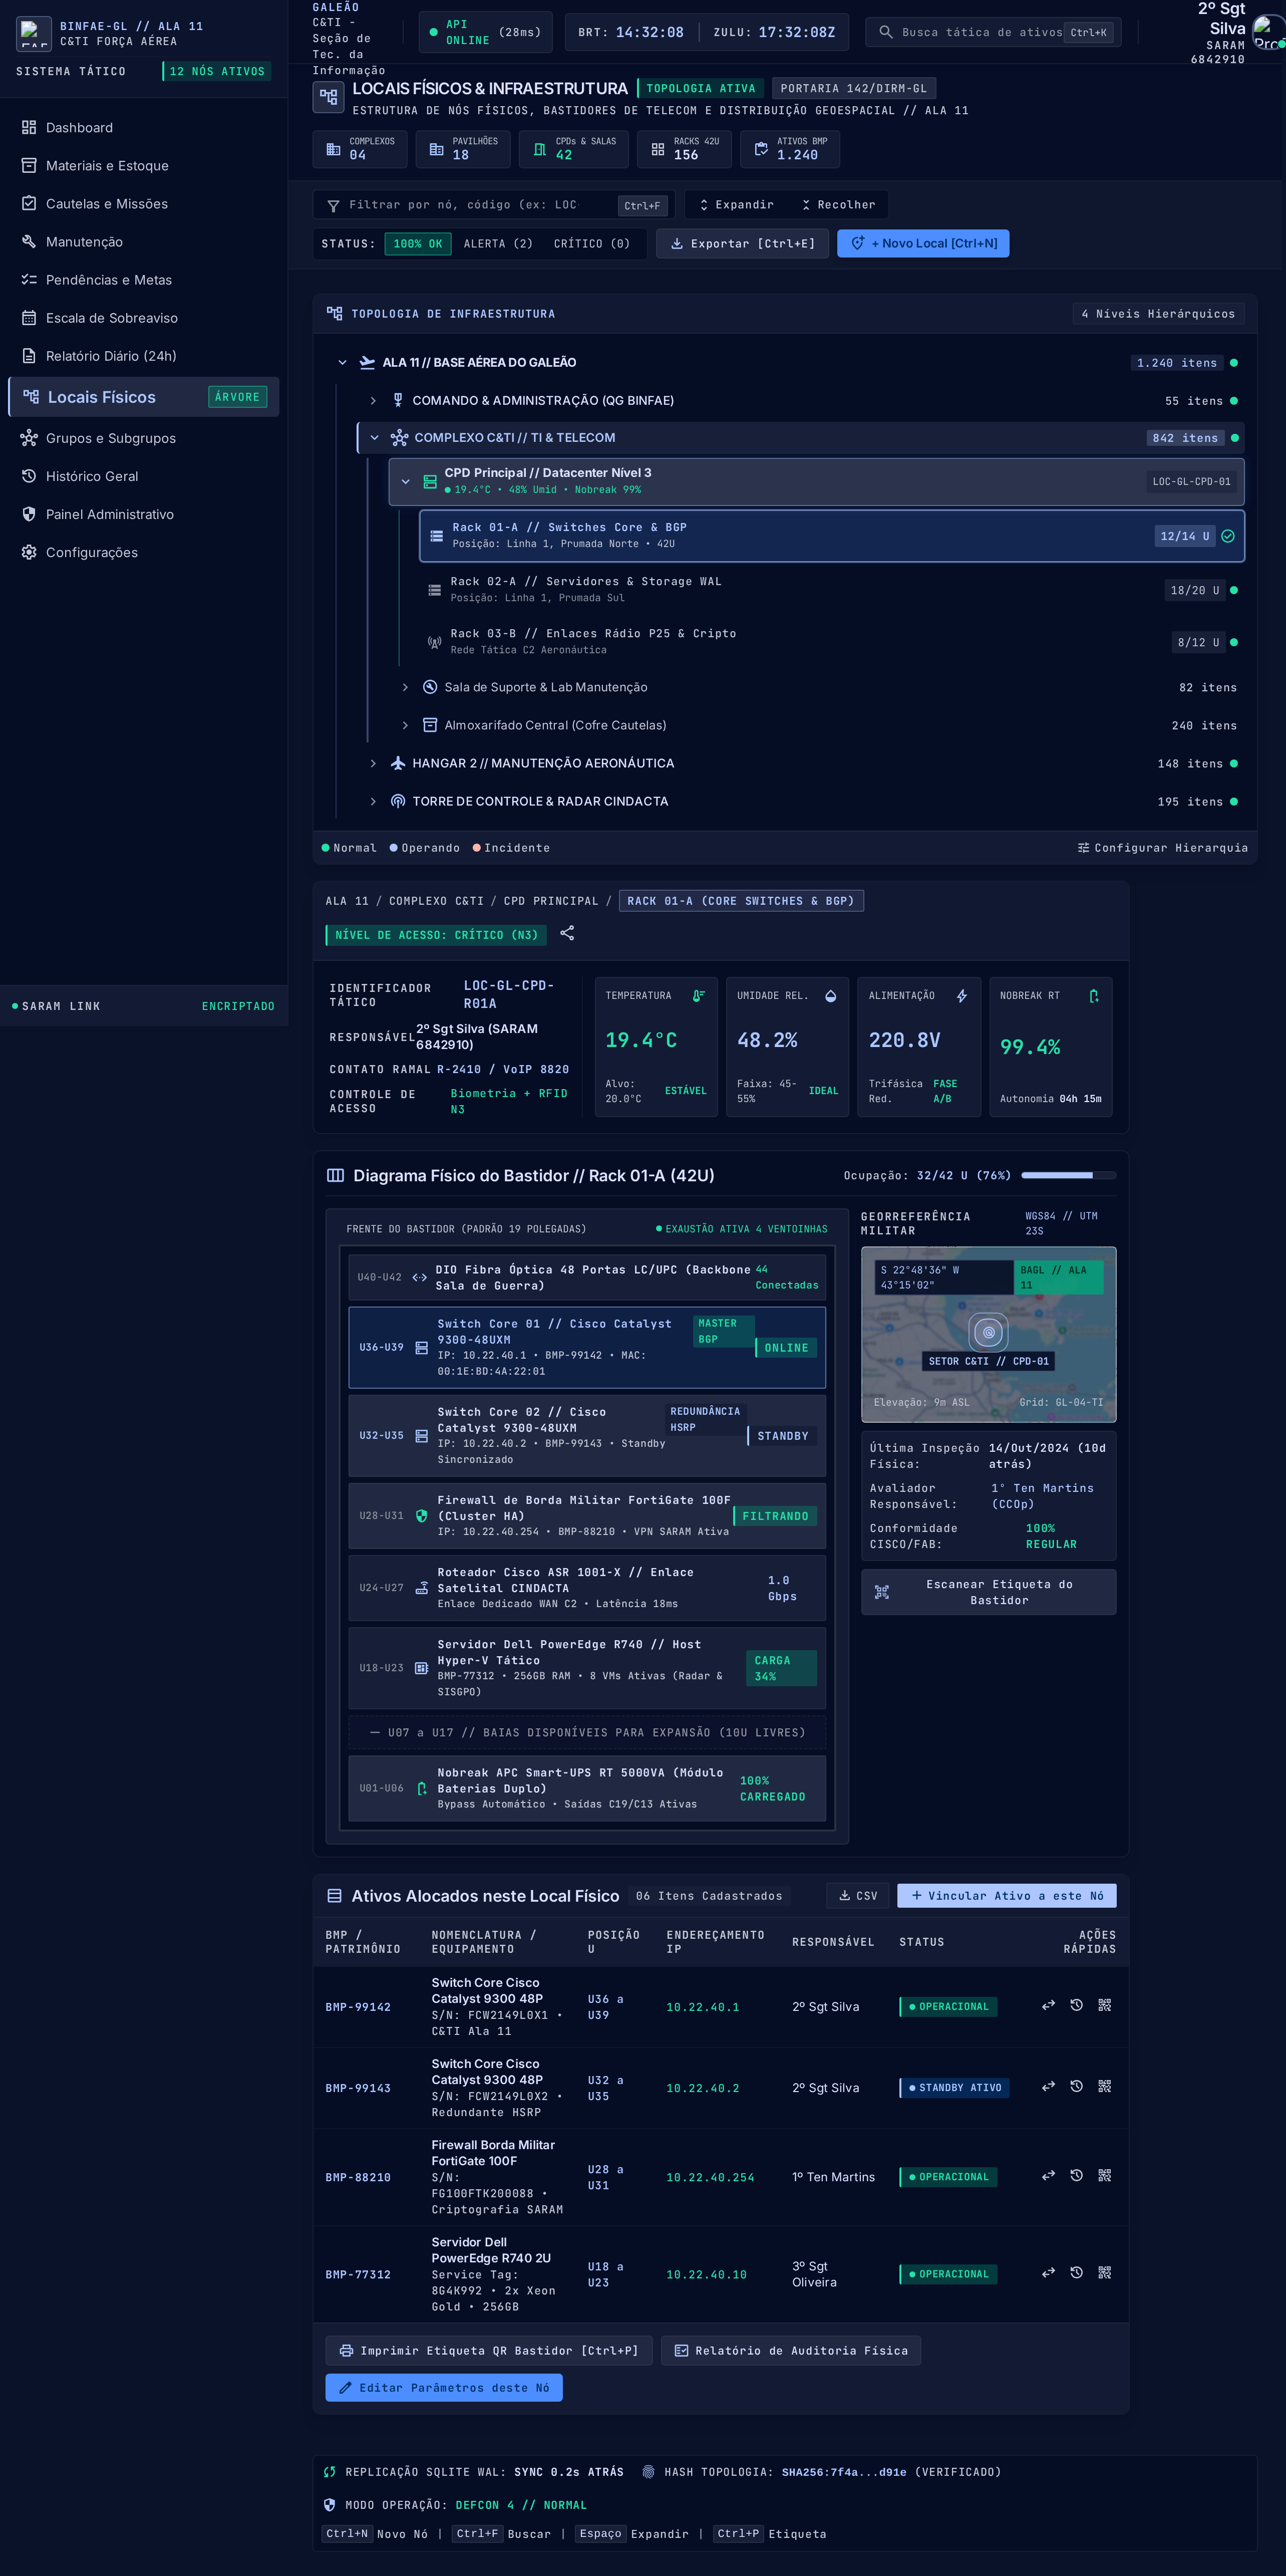 BINFAE-GL // ALA 11
C&TI FORÇA AÉREA
SISTEMA TÁTICO
12 NÓS ATIVOS
Dashboard
Materiais e Estoque
Cautelas e Missões
Manutenção
Pendências e Metas
Escala de Sobreaviso
Relatório Diário (24h)
Locais Físicos
ÁRVORE
Grupos e Subgrupos
Histórico Geral
Painel Administrativo
Configurações
SARAM LINK
ENCRIPTADO
GALEÃO
C&TI -
Seção de
Tec. da
Informação
API
ONLINE
(28ms)
BRT: 14:32:08
ZULU: 17:32:08Z
Busca tática de ativos
Ctrl+K
2º Sgt
Silva
SARAM
6842910
LOCAIS FÍSICOS & INFRAESTRUTURA
TOPOLOGIA ATIVA
PORTARIA 142/DIRM-GL
ESTRUTURA DE NÓS FÍSICOS, BASTIDORES DE TELECOM E DISTRIBUIÇÃO GEOESPACIAL // ALA 11
COMPLEXOS
04
PAVILHÕES
18
CPDs & SALAS
42
RACKS 42U
156
ATIVOS BMP
1.240
Filtrar por nó, código (ex: LOC-
Ctrl+F
Expandir
Recolher
STATUS:
100% OK
ALERTA (2)
CRÍTICO (0)
Exportar [Ctrl+E]
+ Novo Local [Ctrl+N]
TOPOLOGIA DE INFRAESTRUTURA
4 Níveis Hierárquicos
ALA 11 // BASE AÉREA DO GALEÃO
1.240 itens
COMANDO & ADMINISTRAÇÃO (QG BINFAE)
55 itens
COMPLEXO C&TI // TI & TELECOM
842 itens
CPD Principal // Datacenter Nível 3
19.4°C • 48% Umid • Nobreak 99%
LOC-GL-CPD-01
Rack 01-A // Switches Core & BGP
Posição: Linha 1, Prumada Norte • 42U
12/14 U
Rack 02-A // Servidores & Storage WAL
Posição: Linha 1, Prumada Sul
18/20 U
Rack 03-B // Enlaces Rádio P25 & Cripto
Rede Tática C2 Aeronáutica
8/12 U
Sala de Suporte & Lab Manutenção
82 itens
Almoxarifado Central (Cofre Cautelas)
240 itens
HANGAR 2 // MANUTENÇÃO AERONÁUTICA
148 itens
TORRE DE CONTROLE & RADAR CINDACTA
195 itens
Normal
Operando
Incidente
Configurar Hierarquia
ALA 11 / COMPLEXO C&TI / CPD PRINCIPAL / RACK 01-A (CORE SWITCHES & BGP)
NÍVEL DE ACESSO: CRÍTICO (N3)
IDENTIFICADOR
TÁTICO
LOC-GL-CPD-
R01A
RESPONSÁVEL
2º Sgt Silva (SARAM
6842910)
CONTATO RAMAL
R-2410 / VoIP 8820
CONTROLE DE
ACESSO
Biometria + RFID
N3
TEMPERATURA
19.4°C
Alvo:
20.0°C
ESTÁVEL
UMIDADE REL.
48.2%
Faixa: 45-
55%
IDEAL
ALIMENTAÇÃO
220.8V
Trifásica
Red.
FASE
A/B
NOBREAK RT
99.4%
Autonomia
04h 15m
Diagrama Físico do Bastidor // Rack 01-A (42U)
Ocupação: 32/42 U (76%)
FRENTE DO BASTIDOR (PADRÃO 19 POLEGADAS)
EXAUSTÃO ATIVA 4 VENTOINHAS
U40-U42
DIO Fibra Óptica 48 Portas LC/UPC (Backbone
Sala de Guerra)
44
Conectadas
U36-U39
Switch Core 01 // Cisco Catalyst
9300-48UXM
IP: 10.22.40.1 • BMP-99142 • MAC:
00:1E:BD:4A:22:01
MASTER
BGP
ONLINE
U32-U35
Switch Core 02 // Cisco
Catalyst 9300-48UXM
IP: 10.22.40.2 • BMP-99143 • Standby
Sincronizado
REDUNDÂNCIA
HSRP
STANDBY
U28-U31
Firewall de Borda Militar FortiGate 100F
(Cluster HA)
IP: 10.22.40.254 • BMP-88210 • VPN SARAM Ativa
FILTRANDO
U24-U27
Roteador Cisco ASR 1001-X // Enlace
Satelital CINDACTA
Enlace Dedicado WAN C2 • Latência 18ms
1.0
Gbps
U18-U23
Servidor Dell PowerEdge R740 // Host
Hyper-V Tático
BMP-77312 • 256GB RAM • 8 VMs Ativas (Radar &
SISGPO)
CARGA
34%
U07 a U17 // BAIAS DISPONÍVEIS PARA EXPANSÃO (10U LIVRES)
U01-U06
Nobreak APC Smart-UPS RT 5000VA (Módulo
Baterias Duplo)
Bypass Automático • Saídas C19/C13 Ativas
100%
CARREGADO
GEORREFERÊNCIA
MILITAR
WGS84 // UTM
23S
S 22°48'36" W
43°15'02"
BAGL // ALA
11
SETOR C&TI // CPD-01
Elevação: 9m ASL
Grid: GL-04-TI
Última Inspeção
Física:
14/Out/2024 (10d
atrás)
Avaliador
Responsável:
1º Ten Martins
(CCOp)
Conformidade
CISCO/FAB:
100%
REGULAR
Escanear Etiqueta do
Bastidor
Ativos Alocados neste Local Físico
06 Itens Cadastrados
CSV
Vincular Ativo a este Nó
BMP /
PATRIMÔNIO
NOMENCLATURA /
EQUIPAMENTO
POSIÇÃO
U
ENDEREÇAMENTO
IP
RESPONSÁVEL
STATUS
AÇÕES
RÁPIDAS
BMP-99142
Switch Core Cisco
Catalyst 9300 48P
S/N: FCW2149L0X1 •
C&TI Ala 11
U36 a
U39
10.22.40.1
2º Sgt Silva
OPERACIONAL
BMP-99143
Switch Core Cisco
Catalyst 9300 48P
S/N: FCW2149L0X2 •
Redundante HSRP
U32 a
U35
10.22.40.2
2º Sgt Silva
STANDBY ATIVO
BMP-88210
Firewall Borda Militar
FortiGate 100F
S/N:
FG100FTK200088 •
Criptografia SARAM
U28 a
U31
10.22.40.254
1º Ten Martins
OPERACIONAL
BMP-77312
Servidor Dell
PowerEdge R740 2U
Service Tag:
8G4K992 • 2x Xeon
Gold • 256GB
U18 a
U23
10.22.40.10
3º Sgt
Oliveira
OPERACIONAL
Imprimir Etiqueta QR Bastidor [Ctrl+P]
Relatório de Auditoria Física
Editar Parâmetros deste Nó
REPLICAÇÃO SQLITE WAL: SYNC 0.2s ATRÁS
HASH TOPOLOGIA: SHA256:7f4a...d91e (VERIFICADO)
MODO OPERAÇÃO: DEFCON 4 // NORMAL
Ctrl+N Novo Nó | Ctrl+F Buscar | Espaço Expandir | Ctrl+P Etiqueta